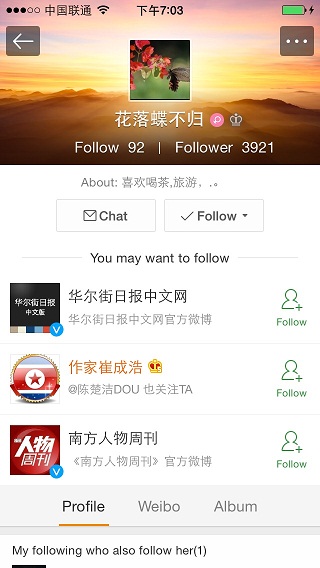 中国联通 下午7:03
花落蝶不归
Follow 92 | Follower 3921
About: 喜欢喝茶,旅游，.。
Chat Follow
You may want to follow
华尔街日报
中文版
华尔街日报中文网
华尔街日报中文网官方微博
Follow
作家崔成浩
@陈楚洁DOU 也关注TA
Follow
人物
周刊
南方人物周刊
《南方人物周刊》官方微博
Follow
Profile Weibo Album
My following who also follow her(1)